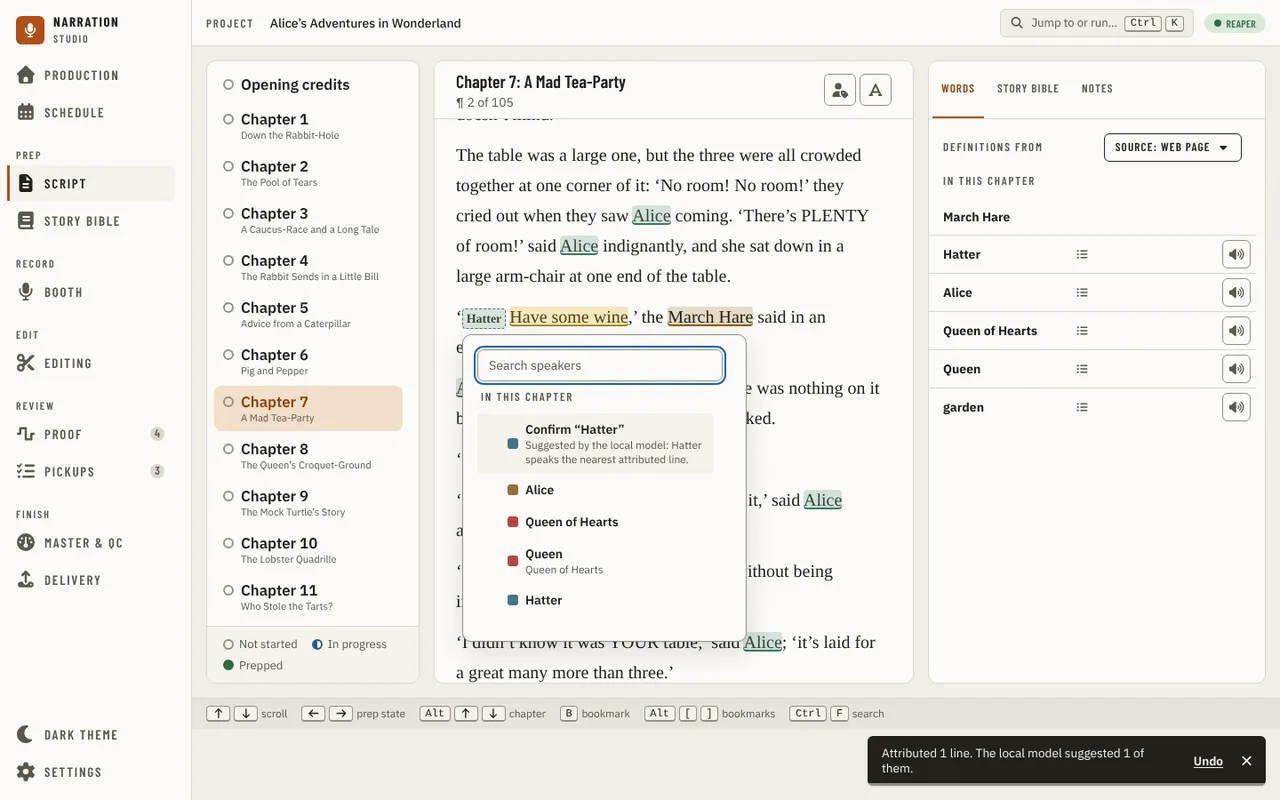 NARRATION
STUDIO
PRODUCTION
SCHEDULE
PREP
SCRIPT
STORY BIBLE
RECORD
BOOTH
EDIT
EDITING
REVIEW
PROOF 4
PICKUPS 3
FINISH
MASTER & QC
DELIVERY
DARK THEME
SETTINGS
PROJECT Alice’s Adventures in Wonderland
Jump to or run... Ctrl K
REAPER
Opening credits
Chapter 1
Down the Rabbit-Hole
Chapter 2
The Pool of Tears
Chapter 3
A Caucus-Race and a Long Tale
Chapter 4
The Rabbit Sends in a Little Bill
Chapter 5
Advice from a Caterpillar
Chapter 6
Pig and Pepper
Chapter 7
A Mad Tea-Party
Chapter 8
The Queen’s Croquet-Ground
Chapter 9
The Mock Turtle’s Story
Chapter 10
The Lobster Quadrille
Chapter 11
Who Stole the Tarts?
Not started In progress
Prepped
Chapter 7: A Mad Tea-Party
¶ 2 of 105
A
The table was a large one, but the three were all crowded
together at one corner of it: ‘No room! No room!’ they
cried out when they saw Alice coming. ‘There’s PLENTY
of room!’ said Alice indignantly, and she sat down in a
large arm-chair at one end of the table.
‘Hatter Have some wine,’ the March Hare said in an
Search speakers
IN THIS CHAPTER
Confirm “Hatter”
Suggested by the local model: Hatter
speaks the nearest attributed line.
Alice
Queen of Hearts
Queen
Queen of Hearts
Hatter
e was nothing on it
ked.
it,’ said Alice
ithout being
‘I didn’t know it was YOUR table,’ said Alice; ‘it’s laid for
a great many more than three.’
WORDS STORY BIBLE NOTES
DEFINITIONS FROM SOURCE: WEB PAGE
IN THIS CHAPTER
March Hare
Hatter
Alice
Queen of Hearts
Queen
garden
↑ ↓ scroll ← → prep state Alt ↑ ↓ chapter B bookmark Alt [ ] bookmarks Ctrl F search
Attributed 1 line. The local model suggested 1 of
them.
Undo